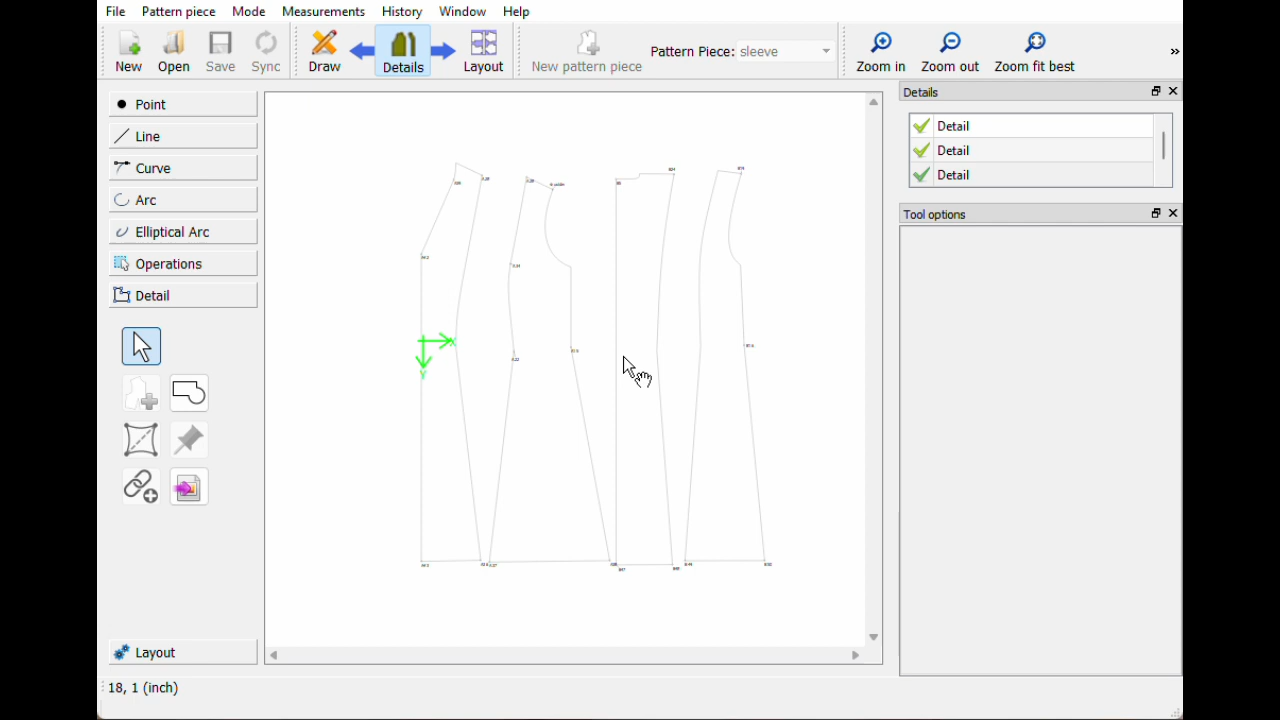 File Pattern piece Mode Measurements History Window Help
New Open Save Sync Draw Details Layout New pattern piece Pattern Piece: sleeve Zoom in Zoom out Zoom fit best »
Point
Line
Curve
Arc
Elliptical Arc
Operations
Detail
Layout
X
Y
Details
Detail
Detail
Detail
Tool options
18, 1 (inch)